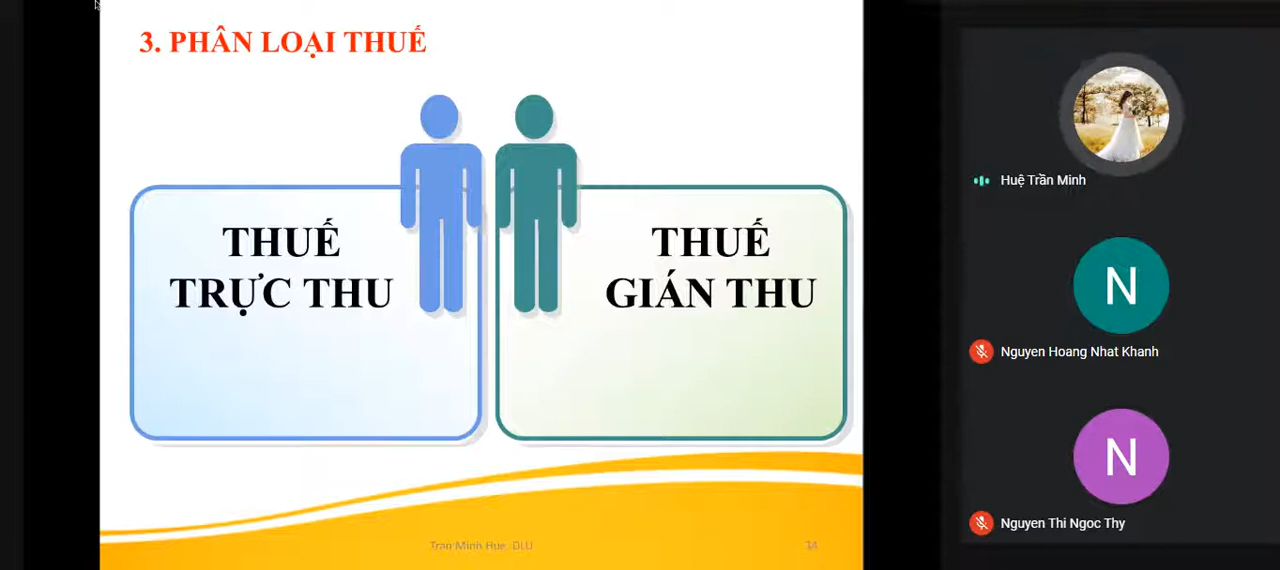 3. PHÂN LOẠI THUẾ
THUẾ
TRỰC THU
THUẾ
GIÁN THU
Tran Minh Hue, DLU
14
Huệ Trần Minh
N
Nguyen Hoang Nhat Khanh
N
Nguyen Thi Ngoc Thy